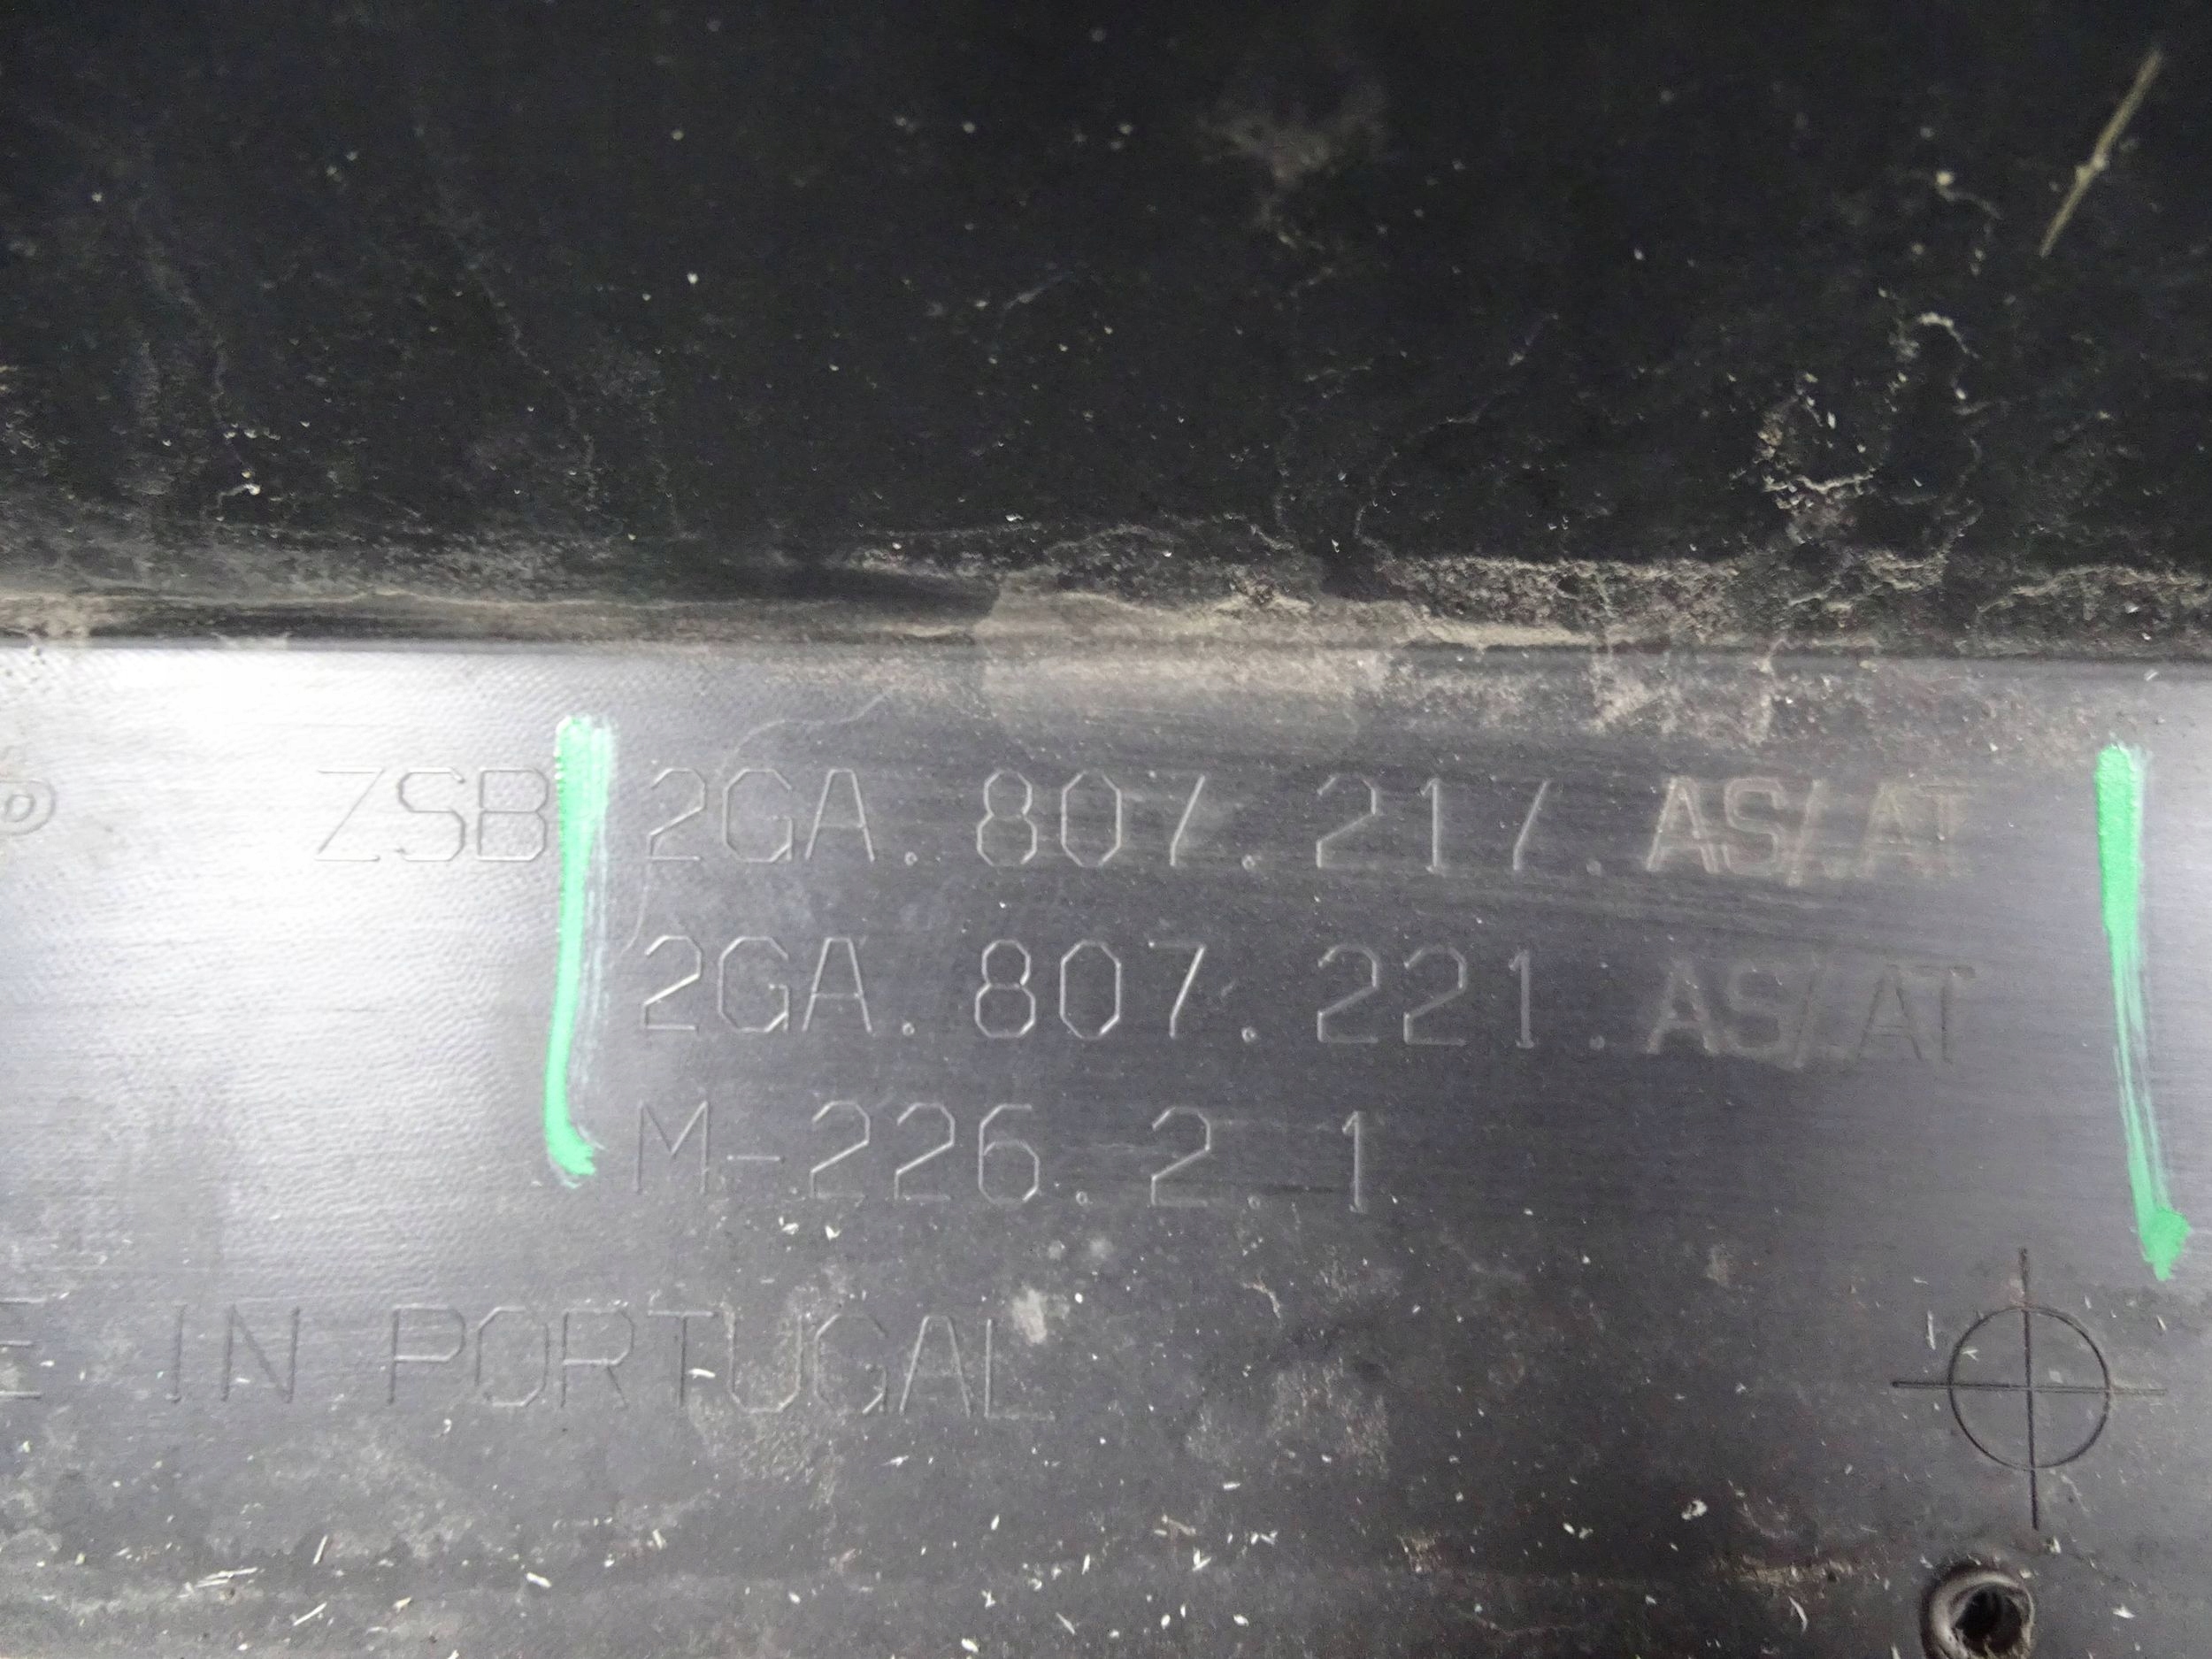 ZSB 2GA.807.217.AS/.AT
2GA.807.221.AS/.AT
M-226.2.1
E IN PORTUGAL